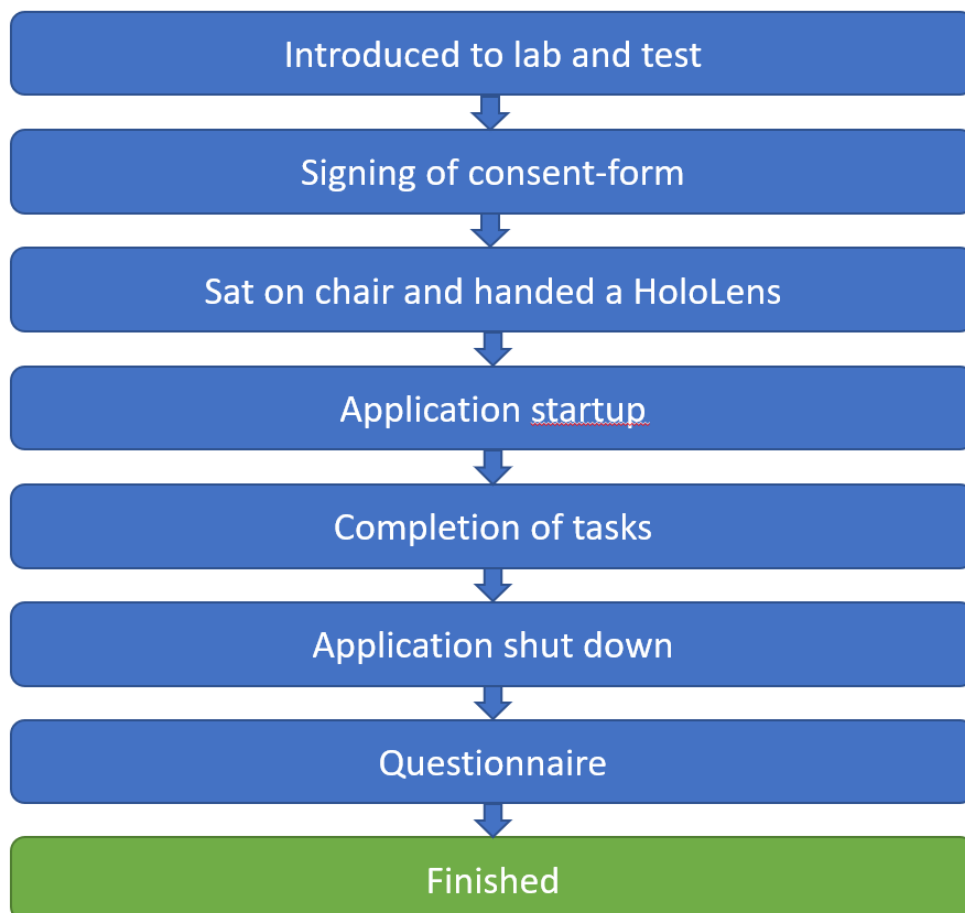 Introduced to lab and test
Signing of consent-form
Sat on chair and handed a HoloLens
Application startup
Completion of tasks
Application shut down
Questionnaire
Finished